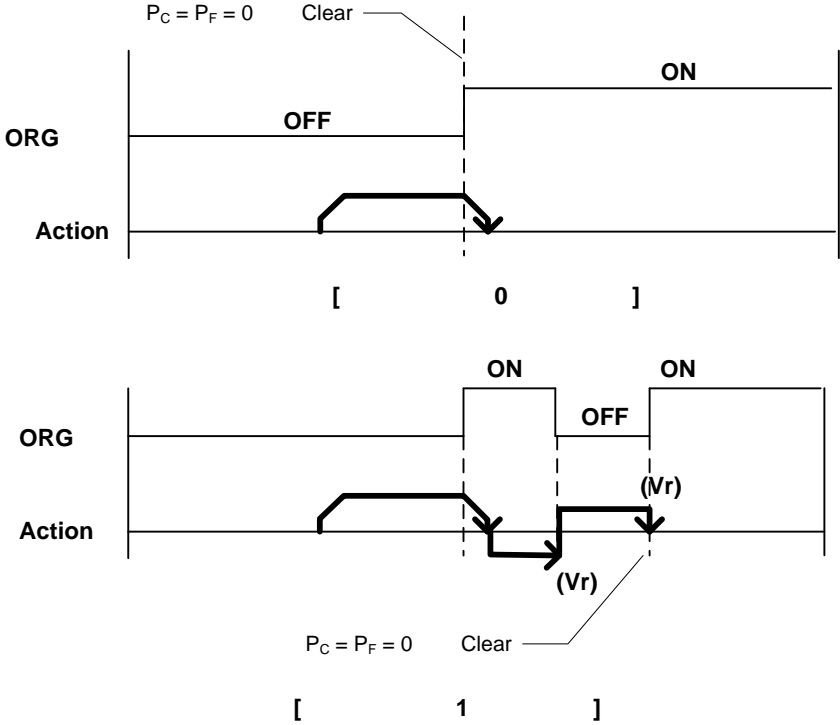 P_C = P_F = 0 Clear
ON
OFF
ORG
Action
[ 0 ]
ON ON
OFF
ORG
(Vr)
Action
(Vr)
P_C = P_F = 0 Clear
[ 1 ]